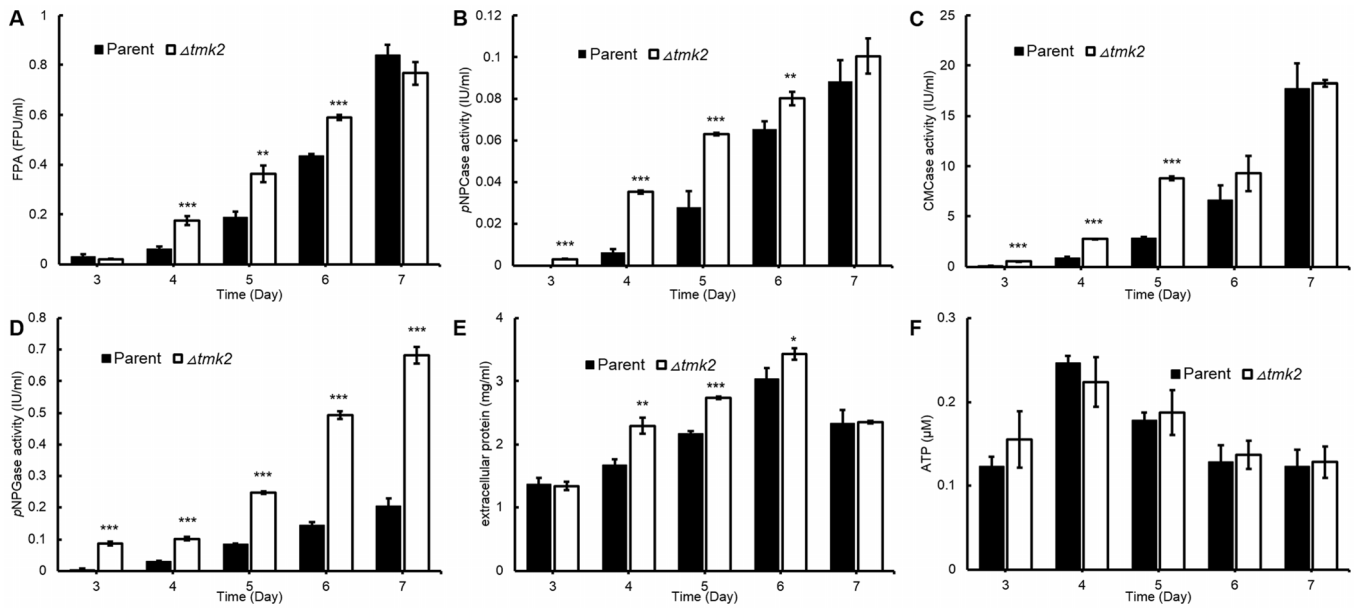 A
Parent Δtmk2
FPA (FPU/ml)
1
0.8
0.6
0.4
0.2
0
***
**
***
3 4 5 6 7
Time (Day)
B
Parent Δtmk2
pNPCase activity (IU/ml)
0.12
0.1
0.08
0.06
0.04
0.02
0
***
***
***
**
3 4 5 6 7
Time (Day)
C
Parent Δtmk2
CMCase activity (IU/ml)
25
20
15
10
5
0
***
***
***
3 4 5 6 7
Time (Day)
D
Parent Δtmk2
pNPGase activity (IU/ml)
0.8
0.7
0.6
0.5
0.4
0.3
0.2
0.1
0
***
***
***
***
***
3 4 5 6 7
Time (Day)
E
Parent Δtmk2
extracellular protein (mg/ml)
4
3
2
1
0
**
***
*
3 4 5 6 7
Time (Day)
F
Parent Δtmk2
ATP (μM)
0.3
0.2
0.1
0
3 4 5 6 7
Time (Day)